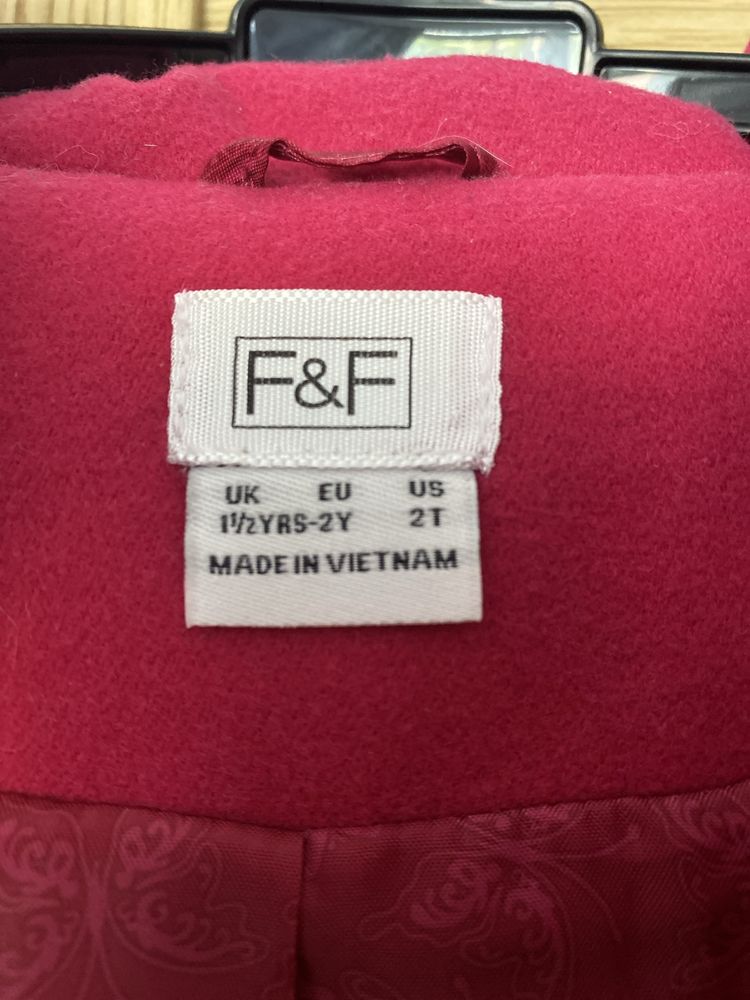 F&F
UK EU US
1½YRS-2Y 2T
MADE IN VIETNAM